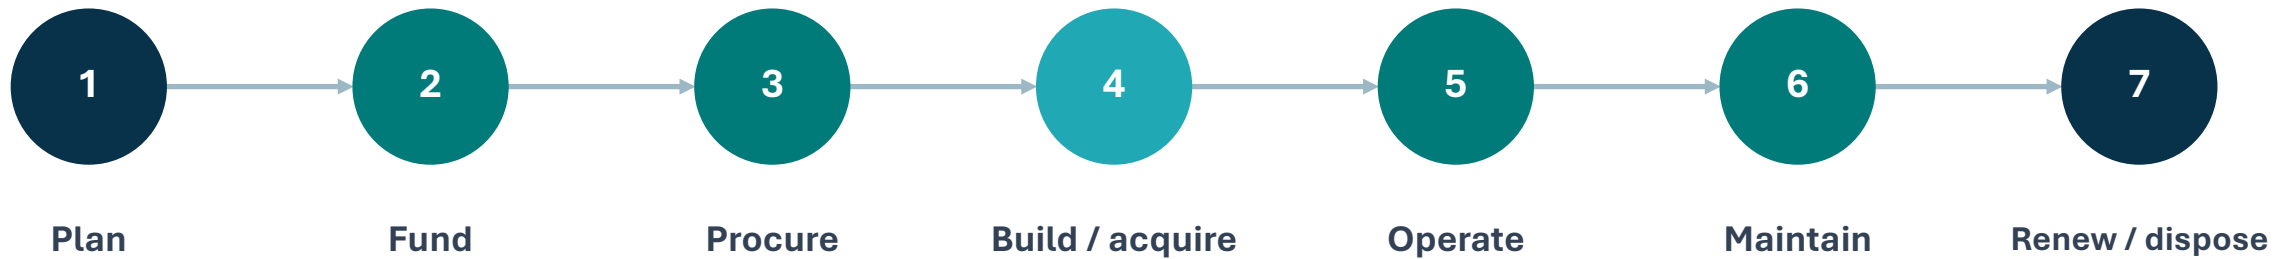 1 2 3 4 5 6 7
Plan Fund Procure Build / acquire Operate Maintain Renew / dispose